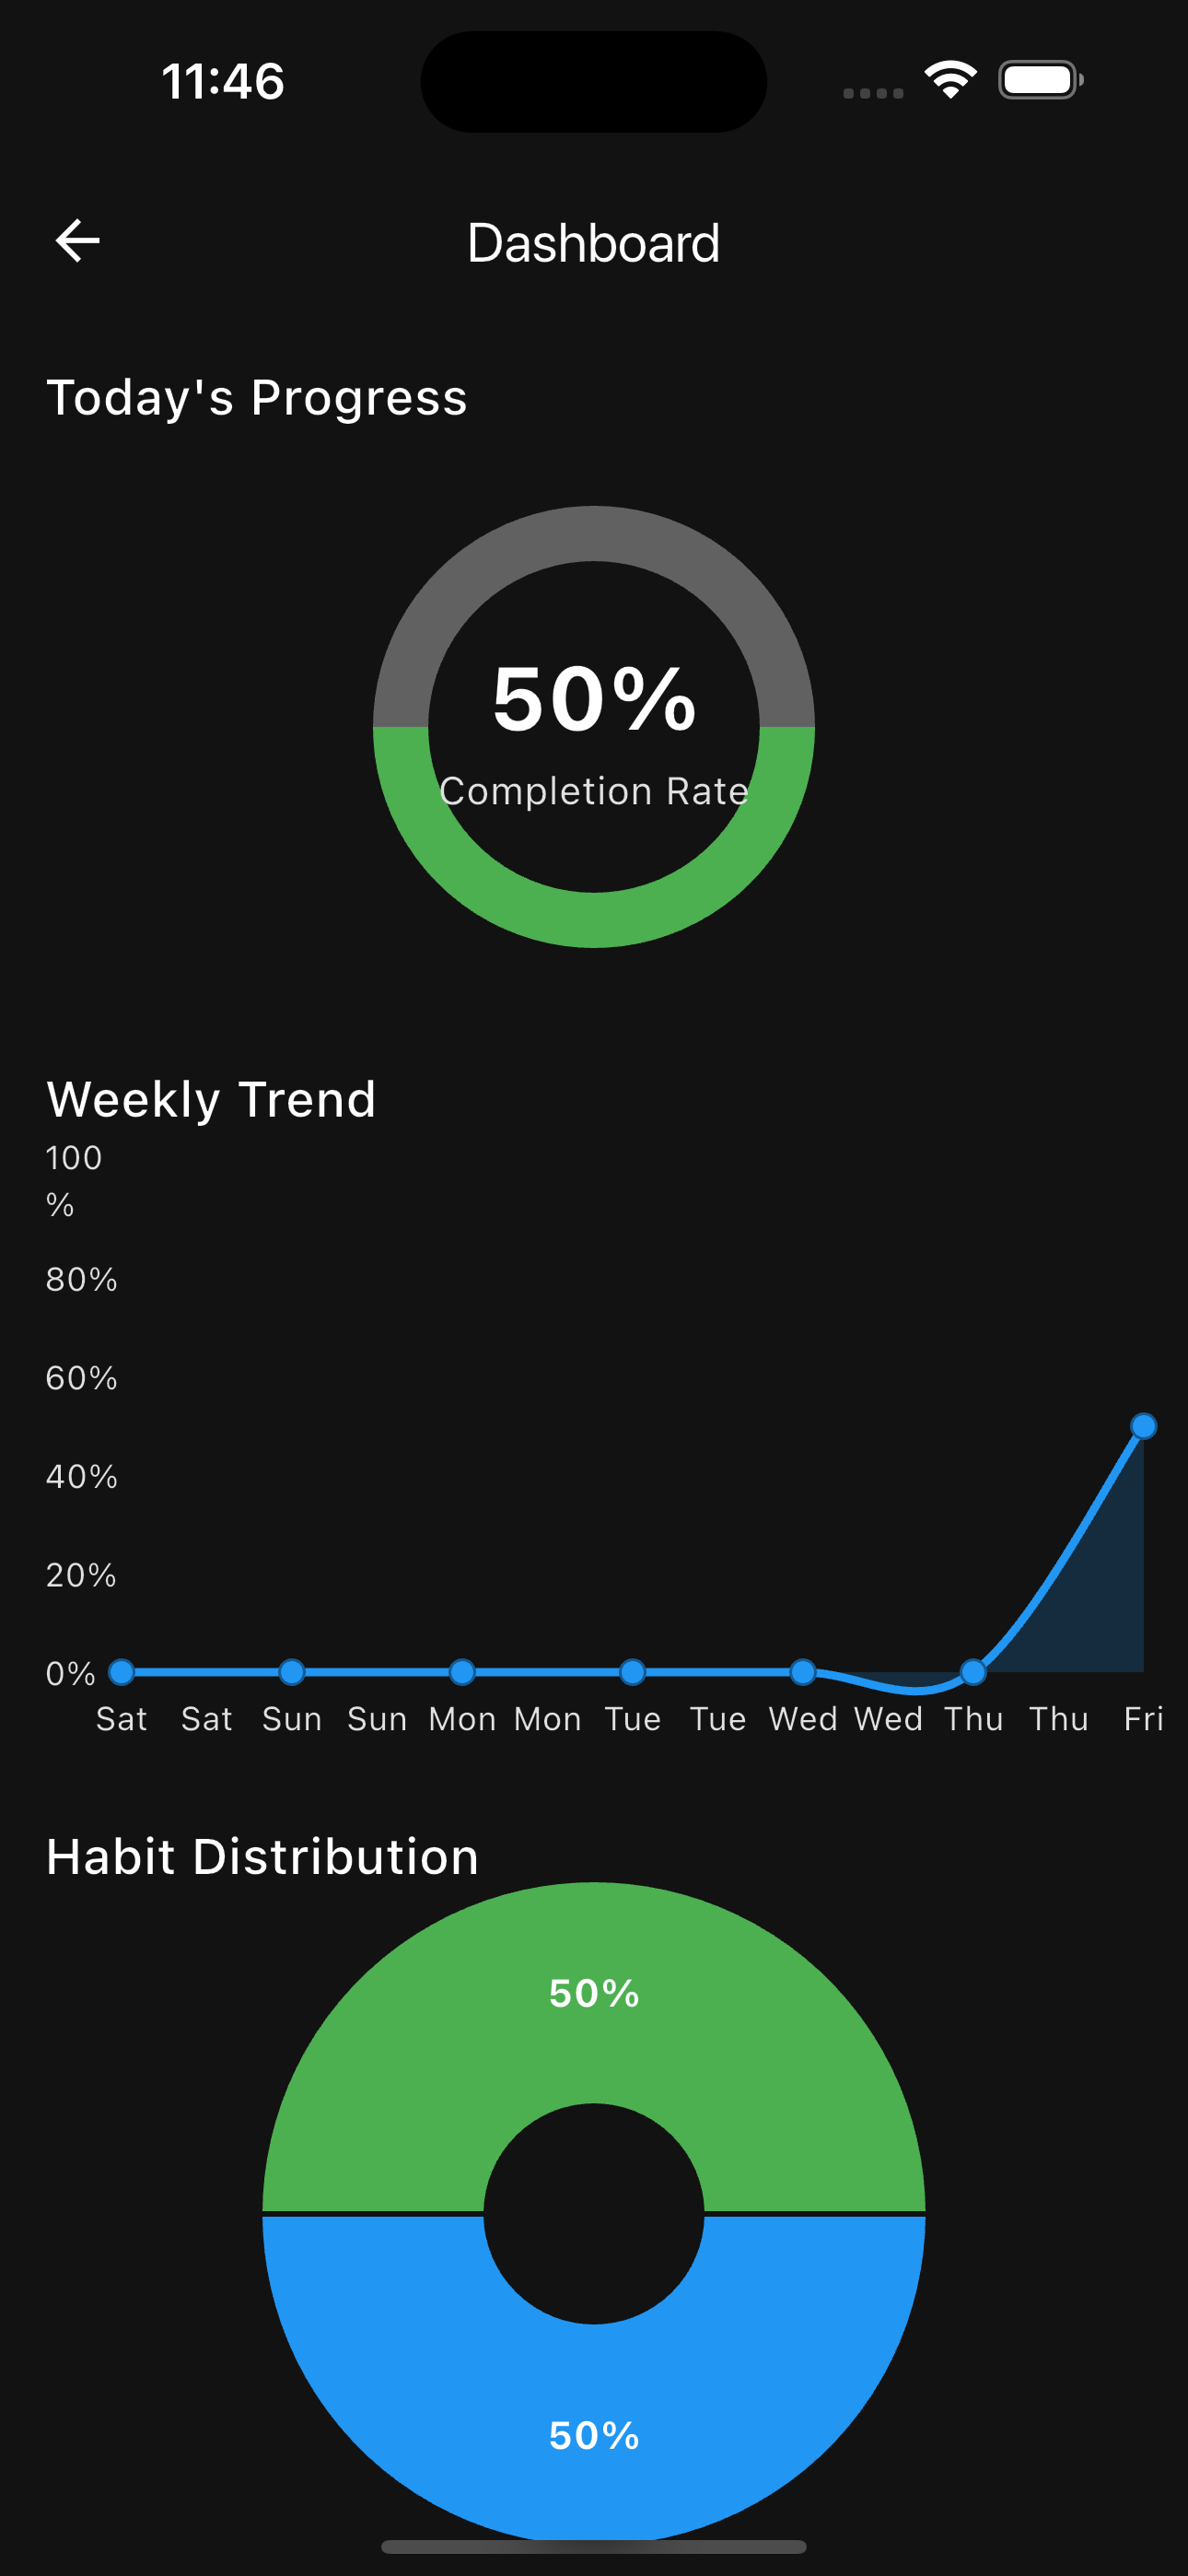 11:46
Dashboard
Today's Progress
50%
Completion Rate
Weekly Trend
100
%
80%
60%
40%
20%
0%
Sat Sat Sun Sun Mon Mon Tue Tue Wed Wed Thu Thu Fri
Habit Distribution
50%
50%